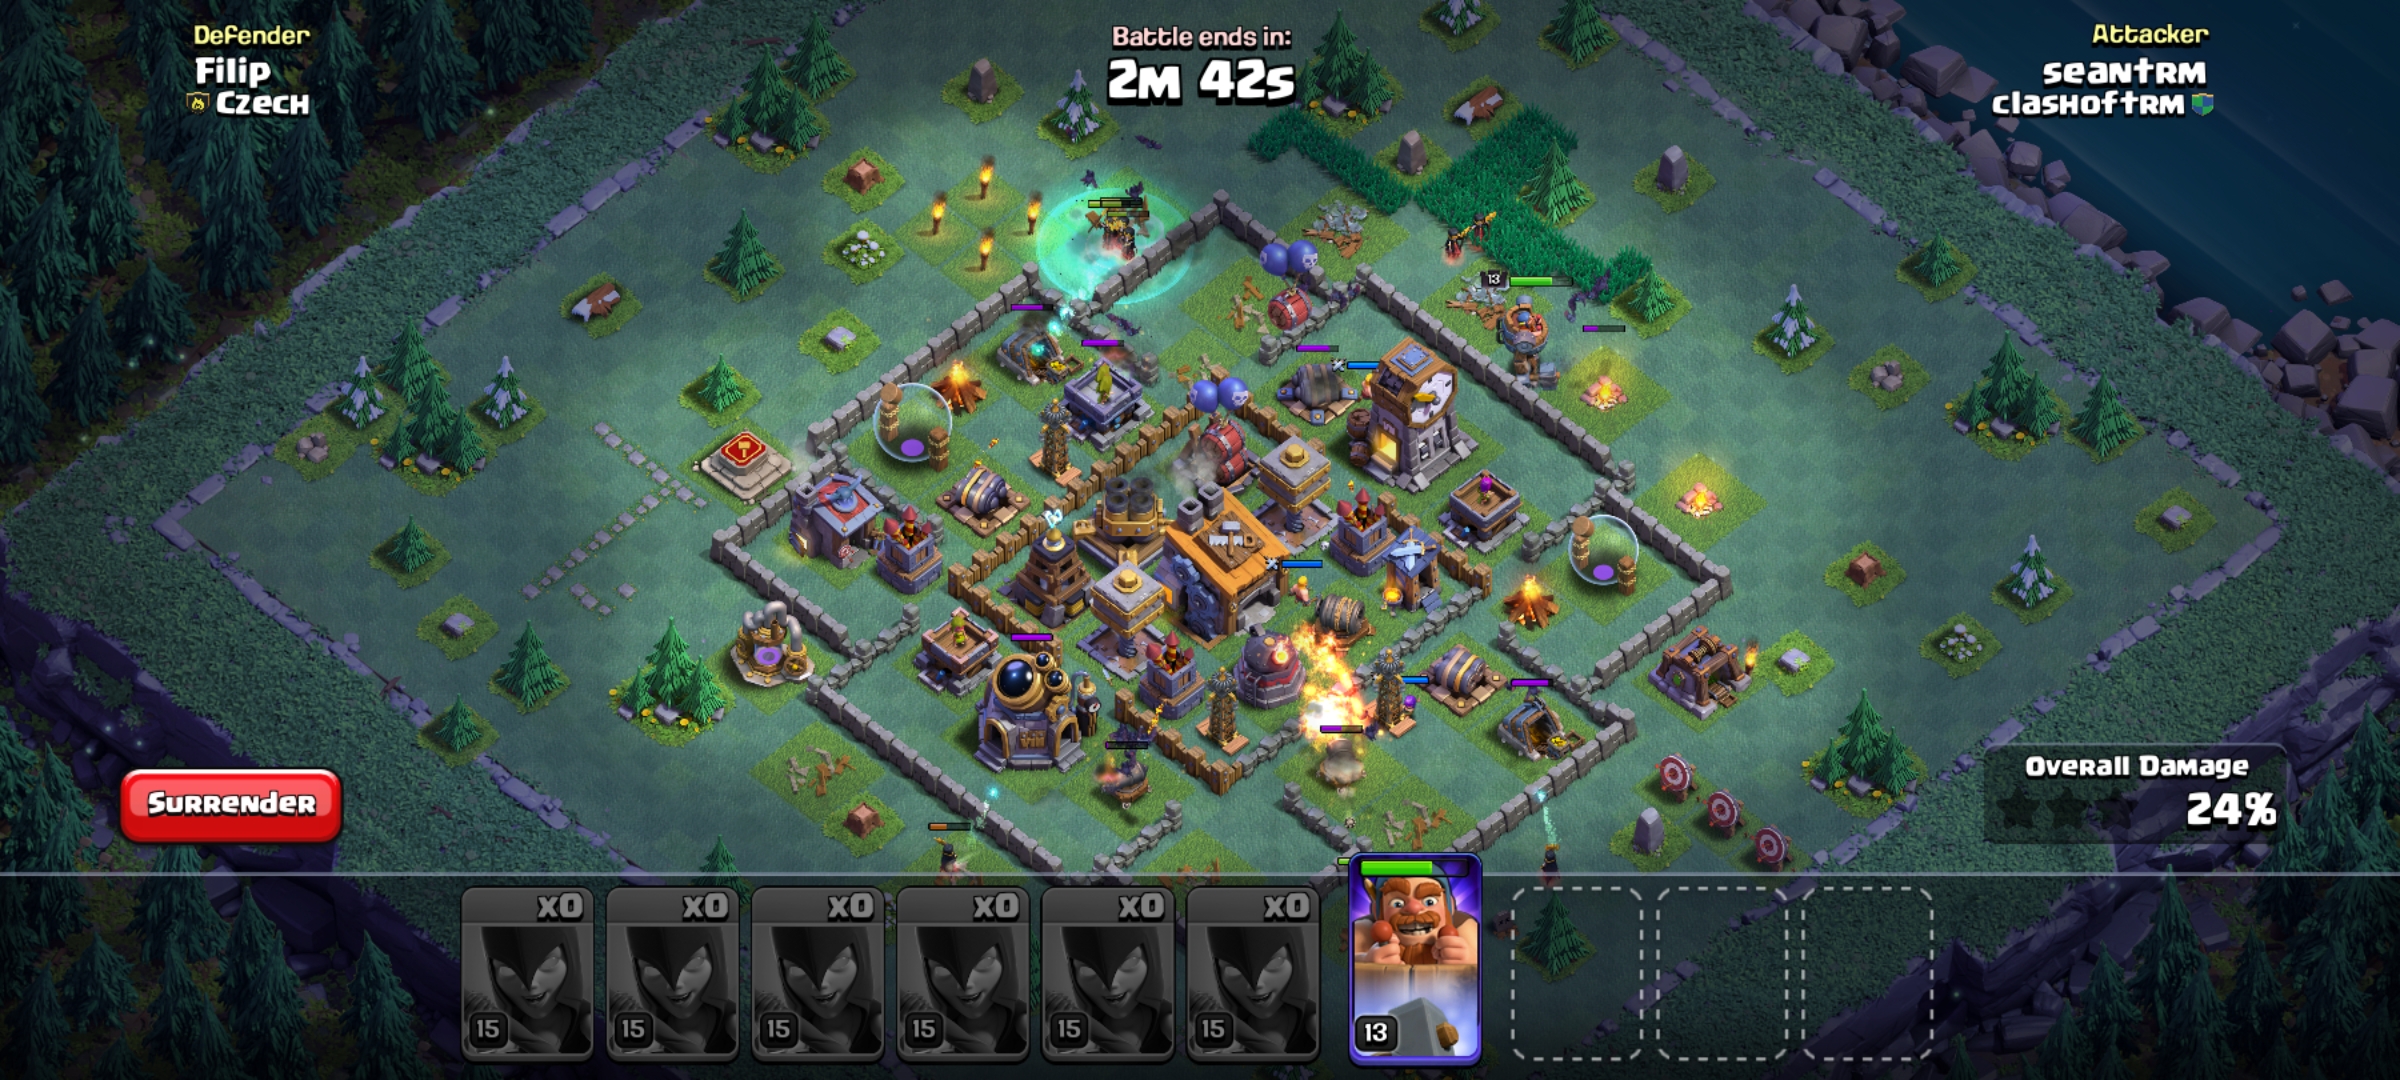 Defender
Filip
Czech
Battle ends in:
2M 42s
Attacker
seantRM
clashoftRM
13
Surrender
Overall Damage
24%
x0
x0
x0
x0
x0
x0
15
15
15
15
15
15
13